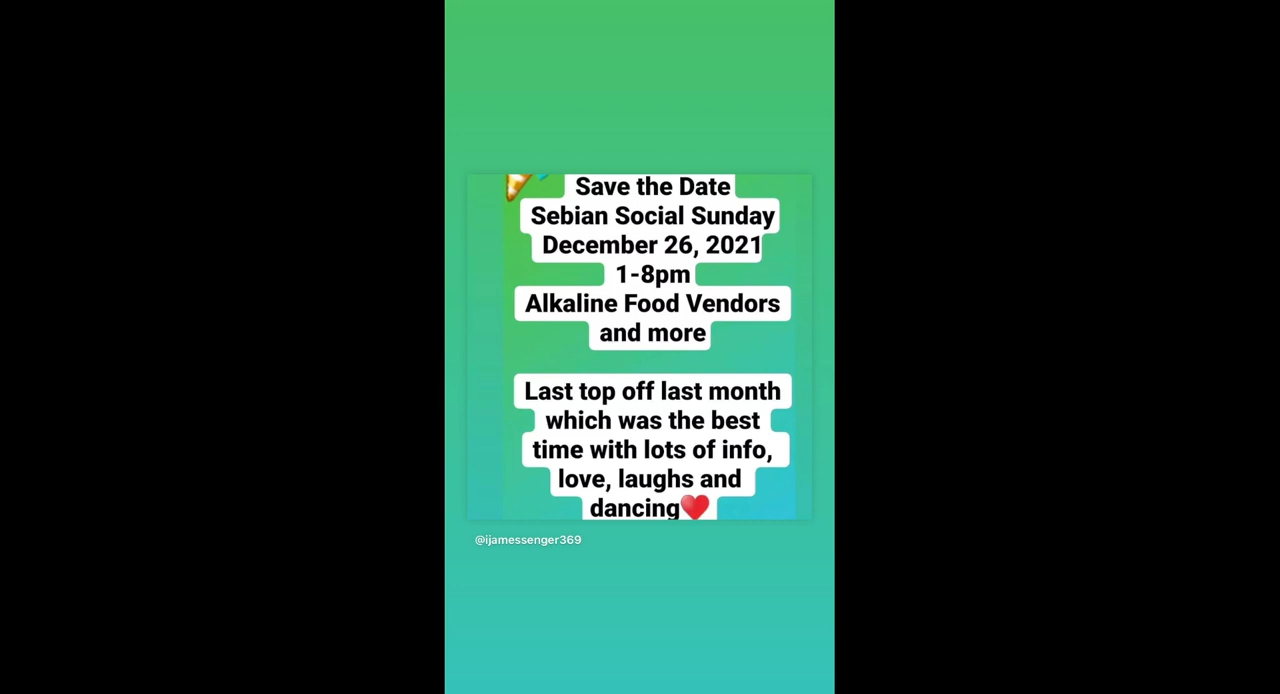 Save the Date
Sebian Social Sunday
December 26, 2021
1-8pm
Alkaline Food Vendors
and more
Last top off last month
which was the best
time with lots of info,
love, laughs and
dancing♥️
@ijamessenger369